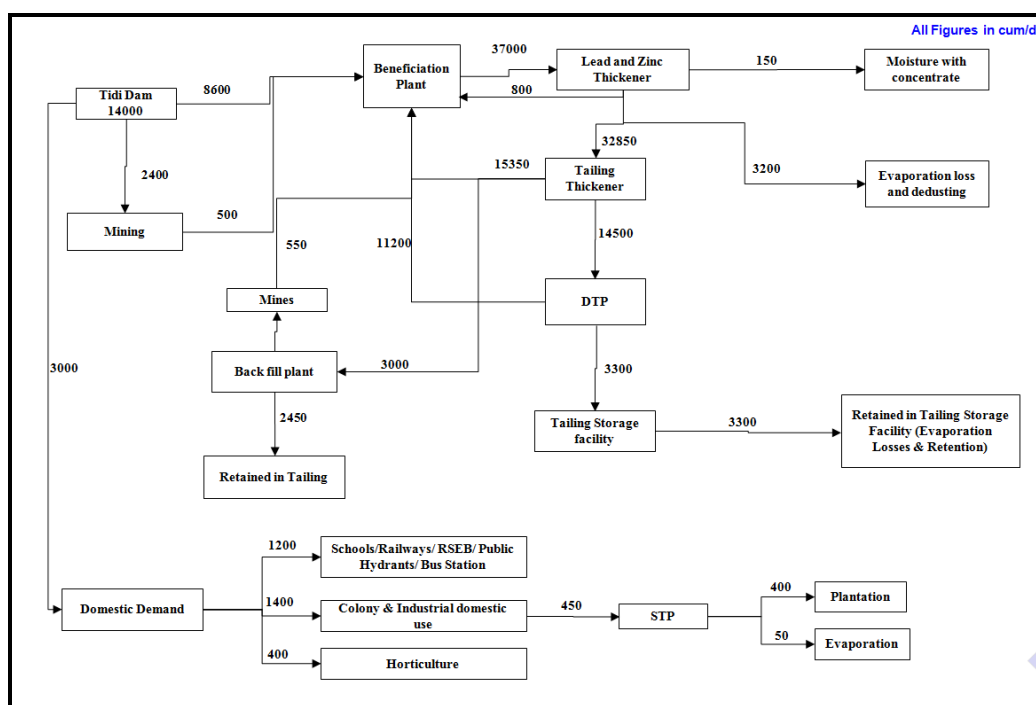 All Figures in cum/d
37000
Beneficiation
Plant
Lead and Zinc
Thickener
150
Moisture with
concentrate
Tidi Dam
14000
8600
800
32850
2400
15350
Tailing
Thickener
3200
Evaporation loss
and dedusting
Mining
500
550
11200
14500
Mines
DTP
3000
Back fill plant
3000
3300
2450
Tailing Storage
facility
3300
Retained in Tailing Storage
Facility (Evaporation
Losses & Retention)
Retained in Tailing
1200
Schools/Railways/ RSEB/ Public
Hydrants/ Bus Station
Domestic Demand
1400
Colony & Industrial domestic
use
450
STP
400
Plantation
50
Evaporation
400
Horticulture